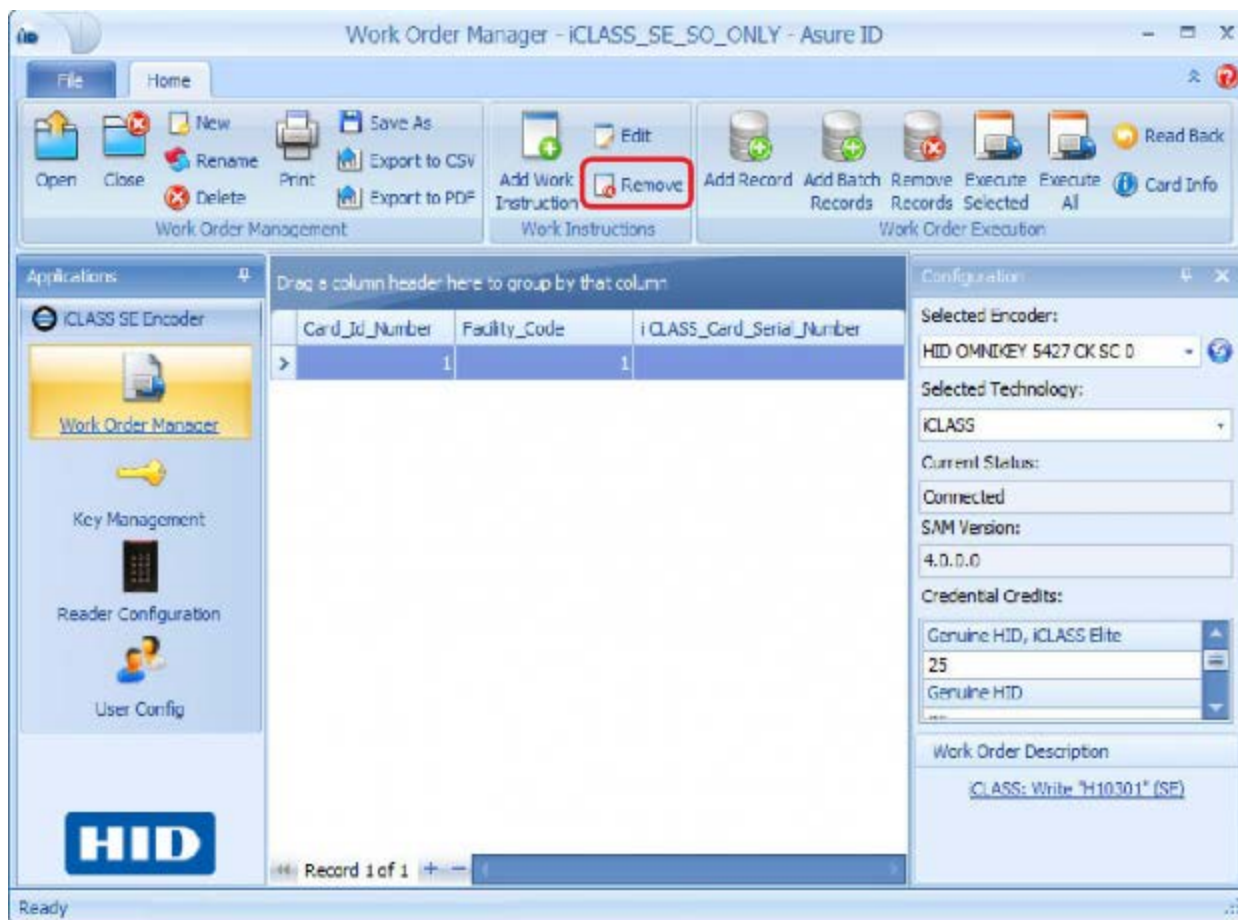 Work Order Manager - iCLASS_SE_SO_ONLY - Asure ID
File Home
Open Close New Rename Delete
Print Save As Export to CSV Export to PDF
Work Order Management
Add Work Instruction Edit Remove
Work Instructions
Add Record Add Batch Records Remove Records Execute Selected Execute All Read Back Card Info
Work Order Execution
Applications
iCLASS SE Encoder
Work Order Manager
Key Management
Reader Configuration
User Config
HID
Drag a column header here to group by that column
Card_Id_Number Facility_Code iCLASS_Card_Serial_Number
1 1
Record 1 of 1
Configuration
Selected Encoder:
HID OMNIKEY 5427 CK SC 0
Selected Technology:
iCLASS
Current Status:
Connected
SAM Version:
4.0.0.0
Credential Credits:
Genuine HID, iCLASS Elite
25
Genuine HID
Work Order Description
iCLASS: Write "H10301" (SE)
Ready